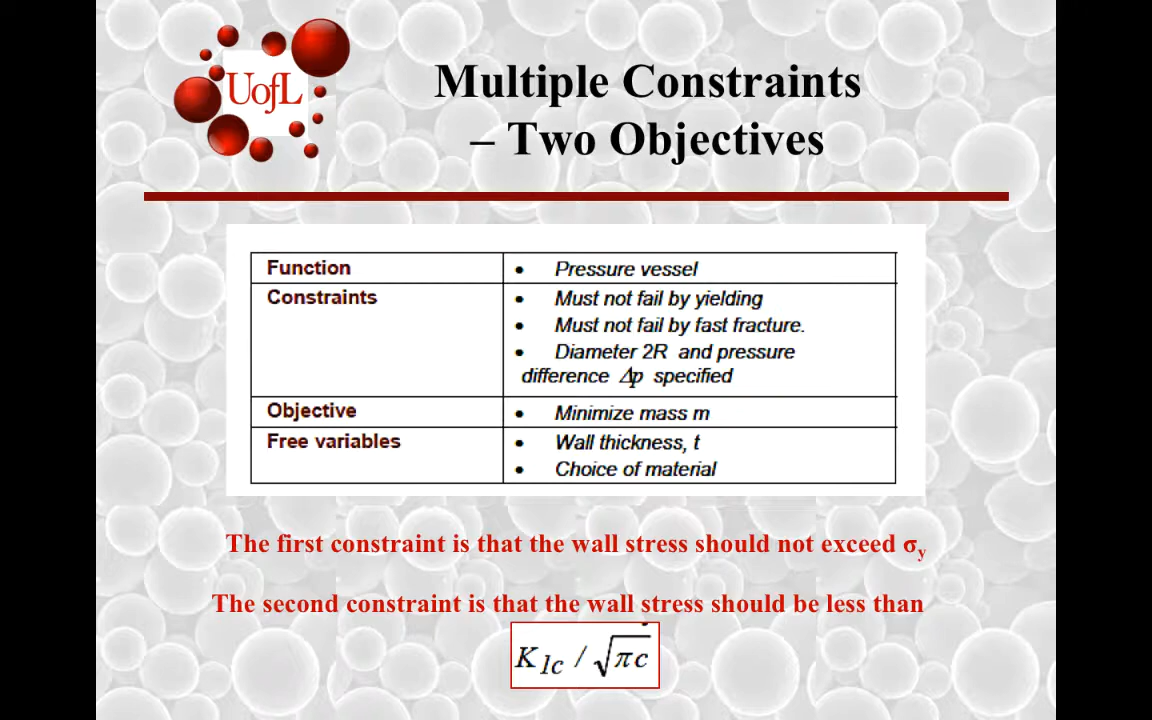 UofL
Multiple Constraints
– Two Objectives
Function
• Pressure vessel
Constraints
• Must not fail by yielding
• Must not fail by fast fracture.
• Diameter 2R and pressure
difference Δp specified
Objective
• Minimize mass m
Free variables
• Wall thickness, t
• Choice of material
The first constraint is that the wall stress should not exceed σy
The second constraint is that the wall stress should be less than
K1c / √πc